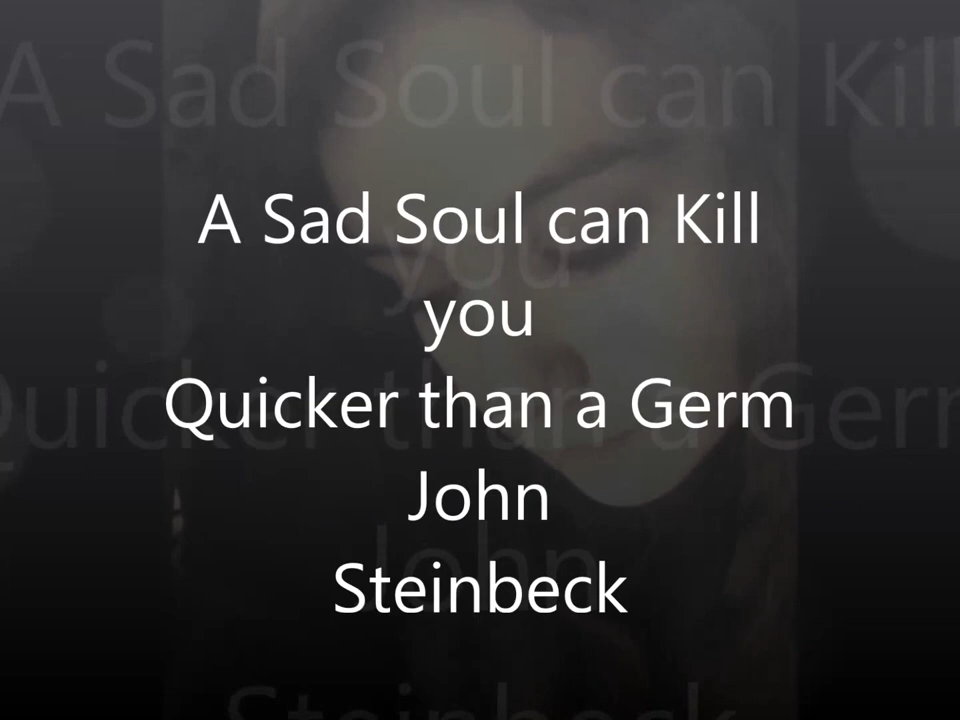 A Sad Soul can Kill
you
Quicker than a Germ
John
Steinbeck